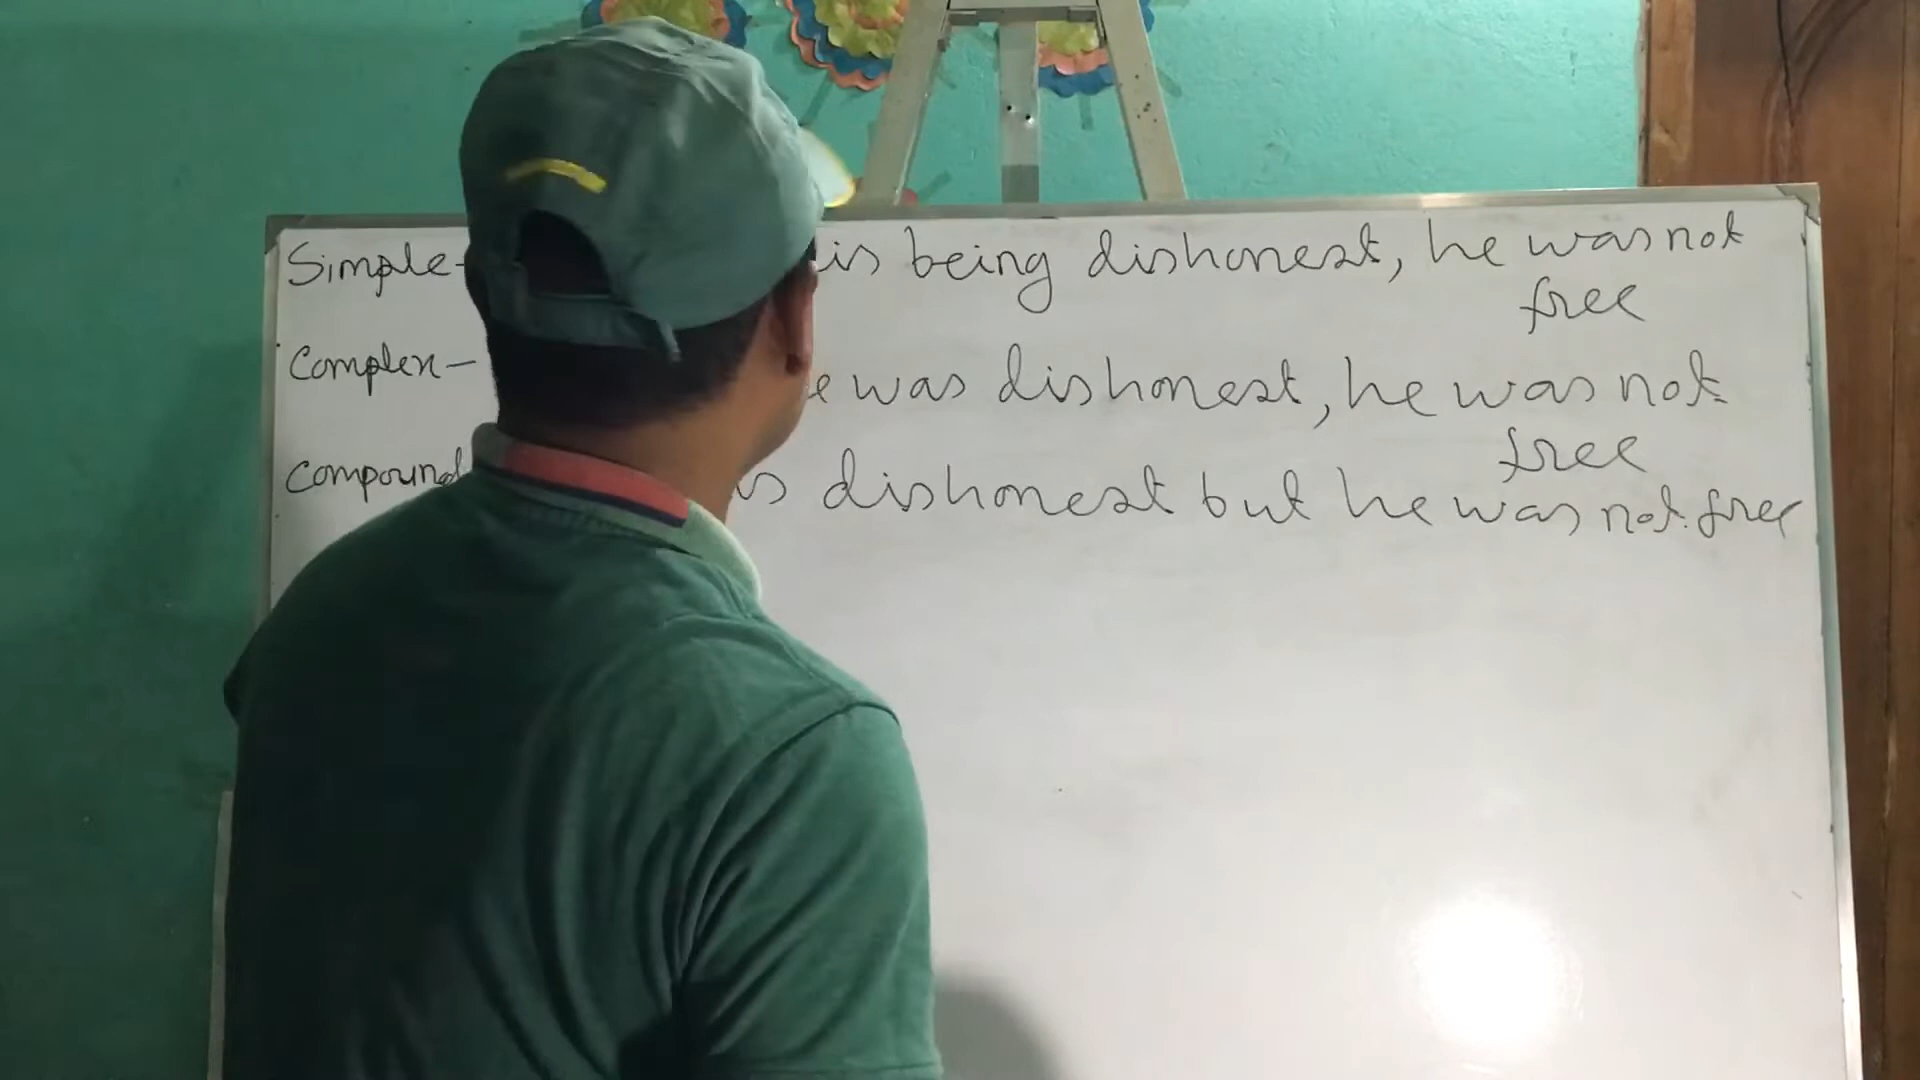 Simple- is being dishonest, he was not
free
Complex- was dishonest, he was not
free
Compound dishonest but he was not free